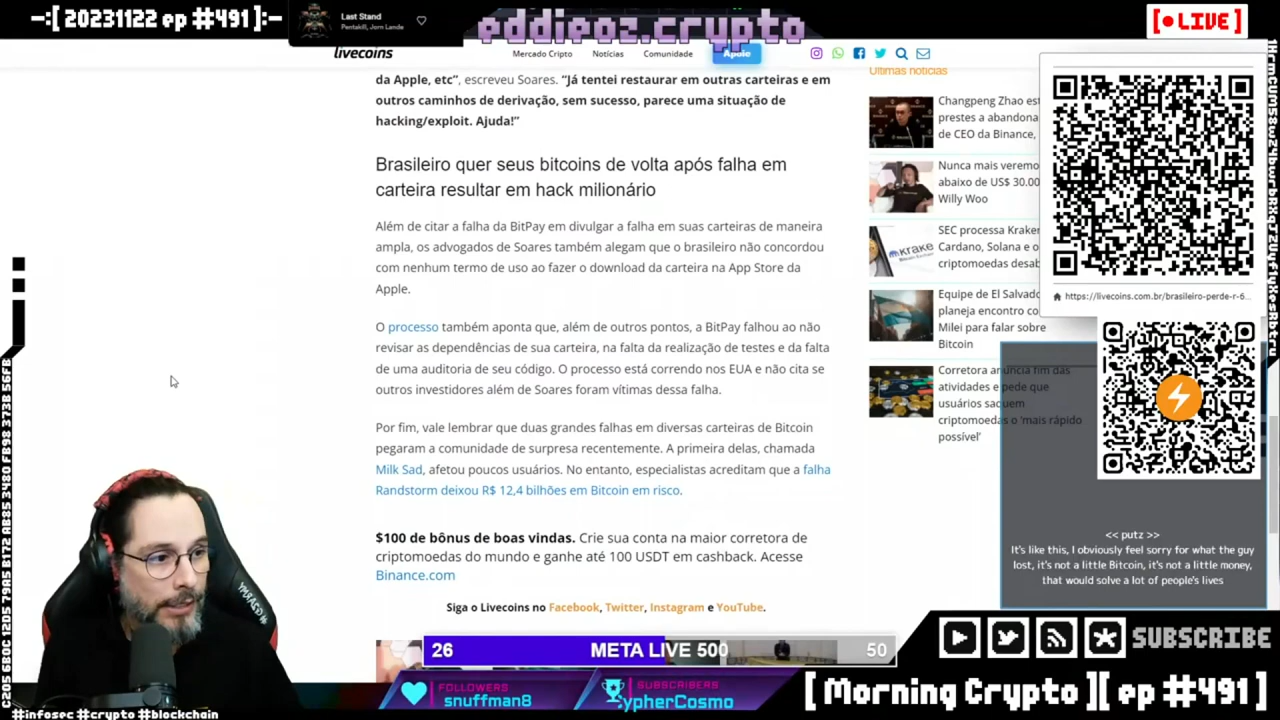 -:[ 20231122 ep #491 ]:-
Last Stand
Pentakill, Jorn Lande
eddieoz.crypto
[ ● LIVE ]
livecoins
Mercado Cripto
Notícias
Comunidade
Apoie
da Apple, etc”, escreveu Soares. “Já tentei restaurar em outras carteiras e em
outros caminhos de derivação, sem sucesso, parece uma situação de
hacking/exploit. Ajuda!”
Brasileiro quer seus bitcoins de volta após falha em
carteira resultar em hack milionário
Além de citar a falha da BitPay em divulgar a falha em suas carteiras de maneira
ampla, os advogados de Soares também alegam que o brasileiro não concordou
com nenhum termo de uso ao fazer o download da carteira na App Store da
Apple.
O processo também aponta que, além de outros pontos, a BitPay falhou ao não
revisar as dependências de sua carteira, na falta da realização de testes e da falta
de uma auditoria de seu código. O processo está correndo nos EUA e não cita se
outros investidores além de Soares foram vítimas dessa falha.
Por fim, vale lembrar que duas grandes falhas em diversas carteiras de Bitcoin
pegaram a comunidade de surpresa recentemente. A primeira delas, chamada
Milk Sad, afetou poucos usuários. No entanto, especialistas acreditam que a falha
Randstorm deixou R$ 12,4 bilhões em Bitcoin em risco.
$100 de bônus de boas vindas. Crie sua conta na maior corretora de
criptomoedas do mundo e ganhe até 100 USDT em cashback. Acesse
Binance.com
Siga o Livecoins no Facebook, Twitter, Instagram e YouTube.
Últimas notícias
Changpeng Zhao est
prestes a abandona
de CEO da Binance,
Nunca mais veremo
abaixo de US$ 30.00
Willy Woo
SEC processa Kraker
Cardano, Solana e o
criptomoedas desab
Equipe de El Salvado
planeja encontro co
Milei para falar sobre
Bitcoin
Corretora anuncia fim das
atividades e pede que
usuários saquem
criptomoedas o 'mais rápido
possível'
https://livecoins.com.br/brasileiro-perde-r-6...
<< putz >>
It's like this, I obviously feel sorry for what the guy
lost, it's not a little Bitcoin, it's not a little money,
that would solve a lot of people's lives
26
META LIVE 500
50
FOLLOWERS
snuffman8
SUBSCRIBERS
ypherCosmo
SUBSCRIBE
[ Morning Crypto ][ ep #491 ]
#infosec #crypto #blockchain